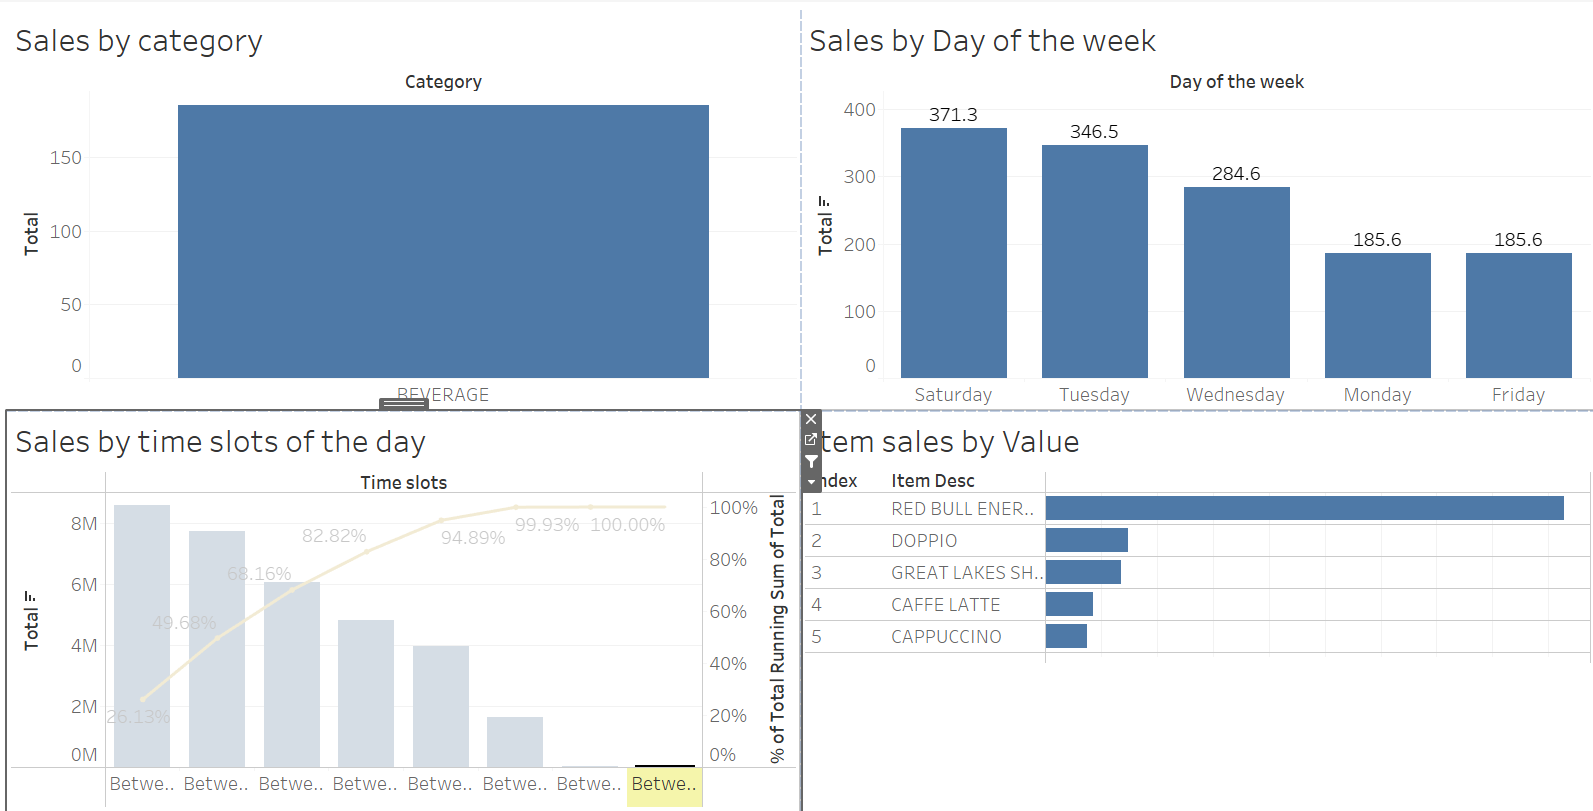 Sales by category
Category
150
100
50
0
Total
BEVERAGE
Sales by Day of the week
Day of the week
400
300
200
100
0
Total
371.3
346.5
284.6
185.6
185.6
Saturday Tuesday Wednesday Monday Friday
Sales by time slots of the day
Time slots
8M
6M
4M
2M
0M
Total
26.13%
49.68%
68.16%
82.82%
94.89%
99.93%
100.00%
100%
80%
60%
40%
20%
0%
% of Total Running Sum of Total
Betwe.. Betwe.. Betwe.. Betwe.. Betwe.. Betwe.. Betwe.. Betwe..
tem sales by Value
ndex Item Desc
1 RED BULL ENER..
2 DOPPIO
3 GREAT LAKES SH..
4 CAFFE LATTE
5 CAPPUCCINO